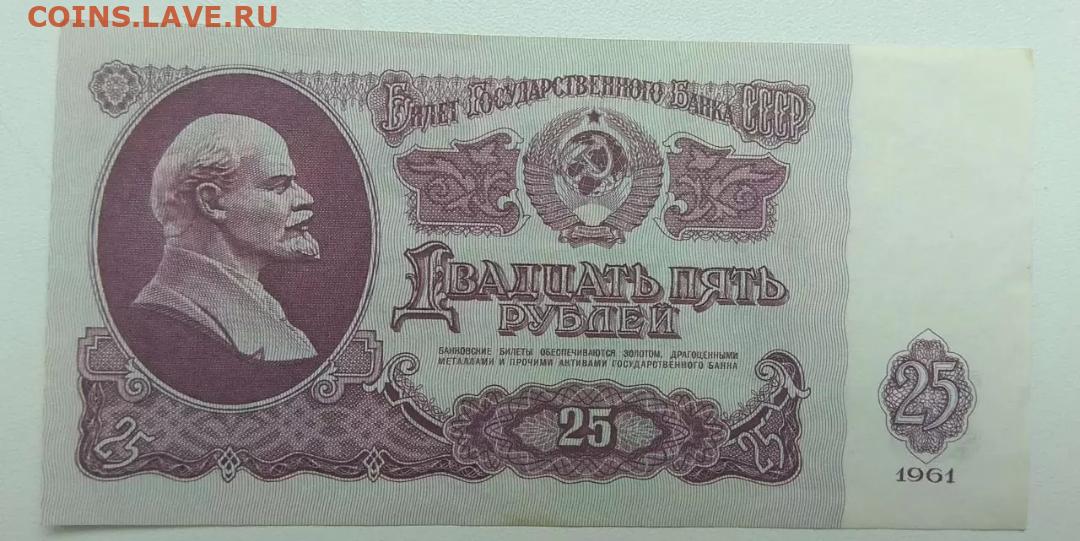 COINS.LAVE.RU
Билет Государственного Банка СССР
Двадцать пять
рублей
БАНКОВСКИЕ БИЛЕТЫ ОБЕСПЕЧИВАЮТСЯ ЗОЛОТОМ, ДРАГОЦЕННЫМИ
МЕТАЛЛАМИ И ПРОЧИМИ АКТИВАМИ ГОСУДАРСТВЕННОГО БАНКА
25
25
25
25
1961